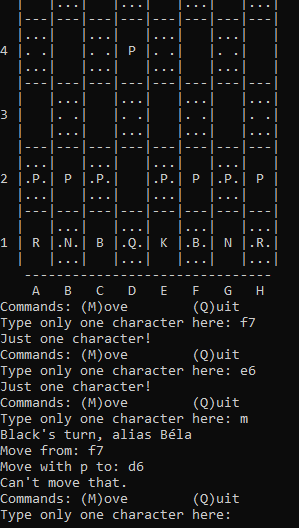 |   |...|   |...|   |...|   |...|
  |---|---|---|---|---|---|---|---|
  |...|   |...|   |...|   |...|   |
4 |. .|   |. .| P |. .|   |. .|   |
  |...|   |...|   |...|   |...|   |
  |---|---|---|---|---|---|---|---|
  |   |...|   |...|   |...|   |...|
3 |   |. .|   |. .|   |. .|   |. .|
  |   |...|   |...|   |...|   |...|
  |---|---|---|---|---|---|---|---|
  |...|   |...|   |...|   |...|   |
2 |.P.| P |.P.|   |.P.| P |.P.| P |
  |...|   |...|   |...|   |...|   |
  |---|---|---|---|---|---|---|---|
  |   |...|   |...|   |...|   |...|
1 | R |.N.| B |.Q.| K |.B.| N |.R.|
  |   |...|   |...|   |...|   |...|
   -------------------------------
    A   B   C   D   E   F   G   H
Commands: (M)ove        (Q)uit
Type only one character here: f7
Just one character!
Commands: (M)ove        (Q)uit
Type only one character here: e6
Just one character!
Commands: (M)ove        (Q)uit
Type only one character here: m
Black's turn, alias Béla
Move from: f7
Move with p to: d6
Can't move that.
Commands: (M)ove        (Q)uit
Type only one character here: